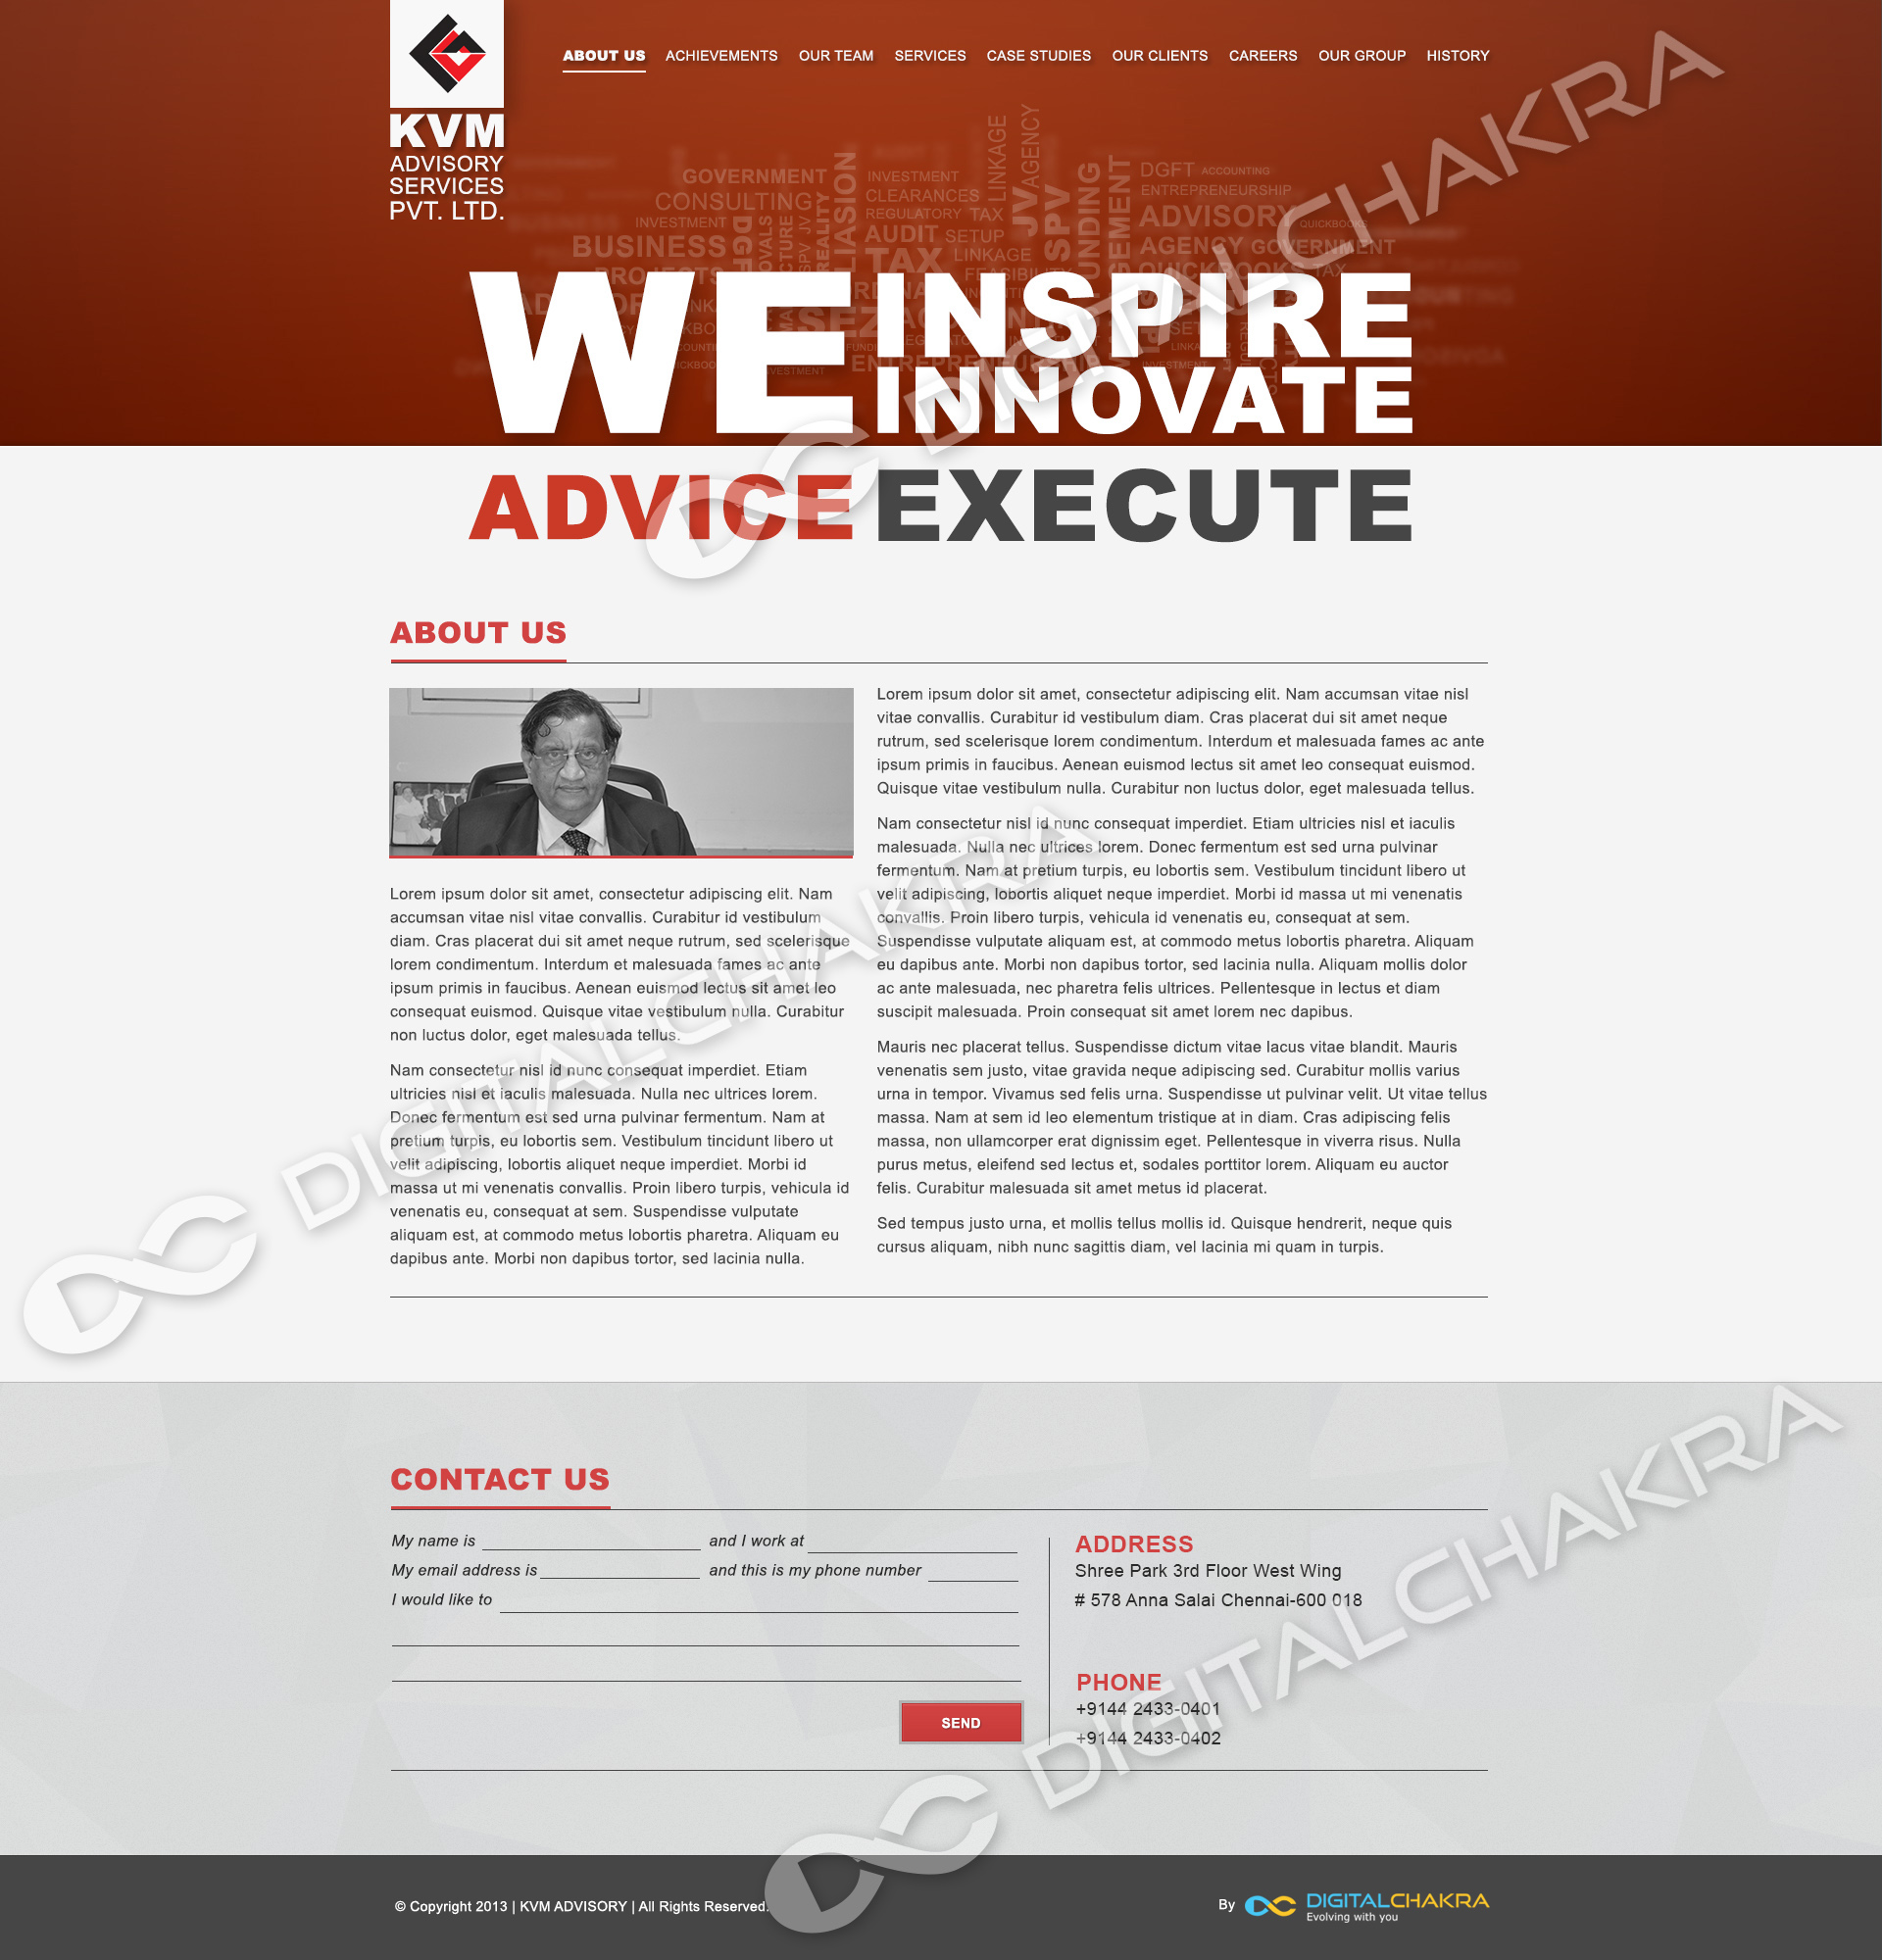 KVM
ADVISORY
SERVICES
PVT. LTD.
ABOUT US ACHIEVEMENTS OUR TEAM SERVICES CASE STUDIES OUR CLIENTS CAREERS OUR GROUP HISTORY
LINKAGE
AGENCY
GOVERNMENT
CONSULTING
INVESTMENT
BUSINESS
LIASION
REALITY
INVESTMENT
CLEARANCES
REGULATORY TAX
AUDIT SETUP
TAX LINKAGE
JV
SPV
DGFT ACCOUNTING
ENTREPRENEURSHIP
ADVISORY QUICKBOOKS
AGENCY GOVERNMENT
QUICKBOOKS TAX
SEZ
ENTREPRENEURSHIP
WE INSPIRE
INNOVATE
ADVICE EXECUTE
DIGITALCHAKRA
ABOUT US
Lorem ipsum dolor sit amet, consectetur adipiscing elit. Nam
accumsan vitae nisl vitae convallis. Curabitur id vestibulum
diam. Cras placerat dui sit amet neque rutrum, sed scelerisque
lorem condimentum. Interdum et malesuada fames ac ante
ipsum primis in faucibus. Aenean euismod lectus sit amet leo
consequat euismod. Quisque vitae vestibulum nulla. Curabitur
non luctus dolor, eget malesuada tellus.
Nam consectetur nisl id nunc consequat imperdiet. Etiam
ultricies nisl et iaculis malesuada. Nulla nec ultrices lorem.
Donec fermentum est sed urna pulvinar fermentum. Nam at
pretium turpis, eu lobortis sem. Vestibulum tincidunt libero ut
velit adipiscing, lobortis aliquet neque imperdiet. Morbi id
massa ut mi venenatis convallis. Proin libero turpis, vehicula id
venenatis eu, consequat at sem. Suspendisse vulputate
aliquam est, at commodo metus lobortis pharetra. Aliquam eu
dapibus ante. Morbi non dapibus tortor, sed lacinia nulla.
Lorem ipsum dolor sit amet, consectetur adipiscing elit. Nam accumsan vitae nisl
vitae convallis. Curabitur id vestibulum diam. Cras placerat dui sit amet neque
rutrum, sed scelerisque lorem condimentum. Interdum et malesuada fames ac ante
ipsum primis in faucibus. Aenean euismod lectus sit amet leo consequat euismod.
Quisque vitae vestibulum nulla. Curabitur non luctus dolor, eget malesuada tellus.
Nam consectetur nisl id nunc consequat imperdiet. Etiam ultricies nisl et iaculis
malesuada. Nulla nec ultrices lorem. Donec fermentum est sed urna pulvinar
fermentum. Nam at pretium turpis, eu lobortis sem. Vestibulum tincidunt libero ut
velit adipiscing, lobortis aliquet neque imperdiet. Morbi id massa ut mi venenatis
convallis. Proin libero turpis, vehicula id venenatis eu, consequat at sem.
Suspendisse vulputate aliquam est, at commodo metus lobortis pharetra. Aliquam
eu dapibus ante. Morbi non dapibus tortor, sed lacinia nulla. Aliquam mollis dolor
ac ante malesuada, nec pharetra felis ultrices. Pellentesque in lectus et diam
suscipit malesuada. Proin consequat sit amet lorem nec dapibus.
Mauris nec placerat tellus. Suspendisse dictum vitae lacus vitae blandit. Mauris
venenatis sem justo, vitae gravida neque adipiscing sed. Curabitur mollis varius
urna in tempor. Vivamus sed felis urna. Suspendisse ut pulvinar velit. Ut vitae tellus
massa. Nam at sem id leo elementum tristique at in diam. Cras adipiscing felis
massa, non ullamcorper erat dignissim eget. Pellentesque in viverra risus. Nulla
purus metus, eleifend sed lectus et, sodales porttitor lorem. Aliquam eu auctor
felis. Curabitur malesuada sit amet metus id placerat.
Sed tempus justo urna, et mollis tellus mollis id. Quisque hendrerit, neque quis
cursus aliquam, nibh nunc sagittis diam, vel lacinia mi quam in turpis.
DIGITALCHAKRA
CONTACT US
My name is and I work at
My email address is and this is my phone number
I would like to
SEND
ADDRESS
Shree Park 3rd Floor West Wing
# 578 Anna Salai Chennai-600 018
PHONE
+9144 2433-0401
+9144 2433-0402
DIGITALCHAKRA
© Copyright 2013 | KVM ADVISORY | All Rights Reserved.
By DIGITALCHAKRA
Evolving with you